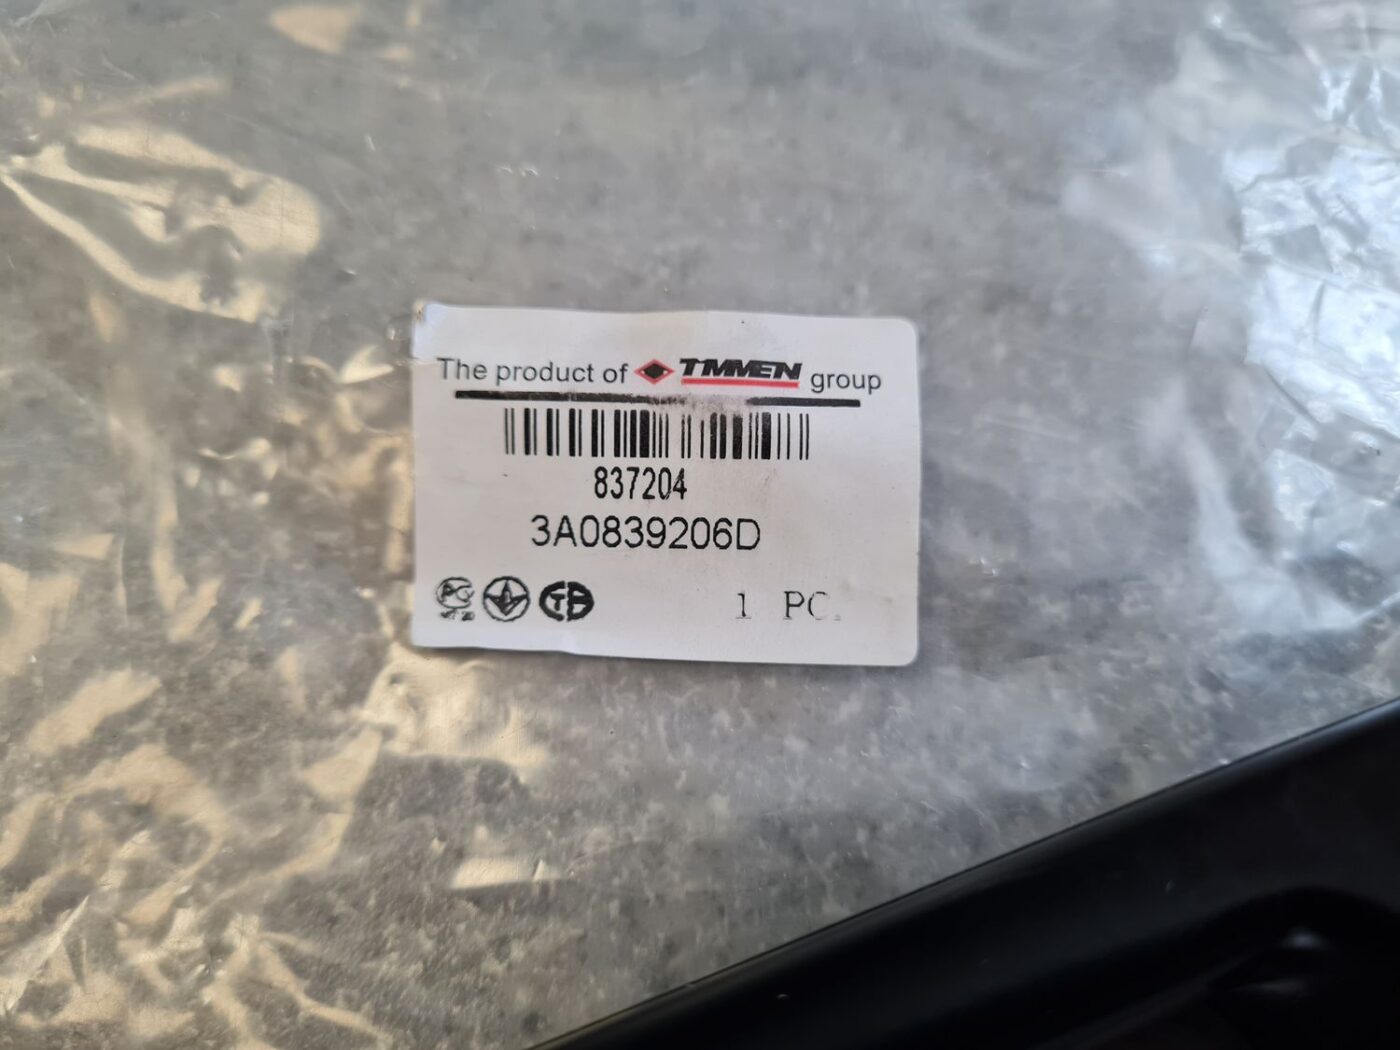 The product of TMMEN group
837204
3A0839206D
1 PC.